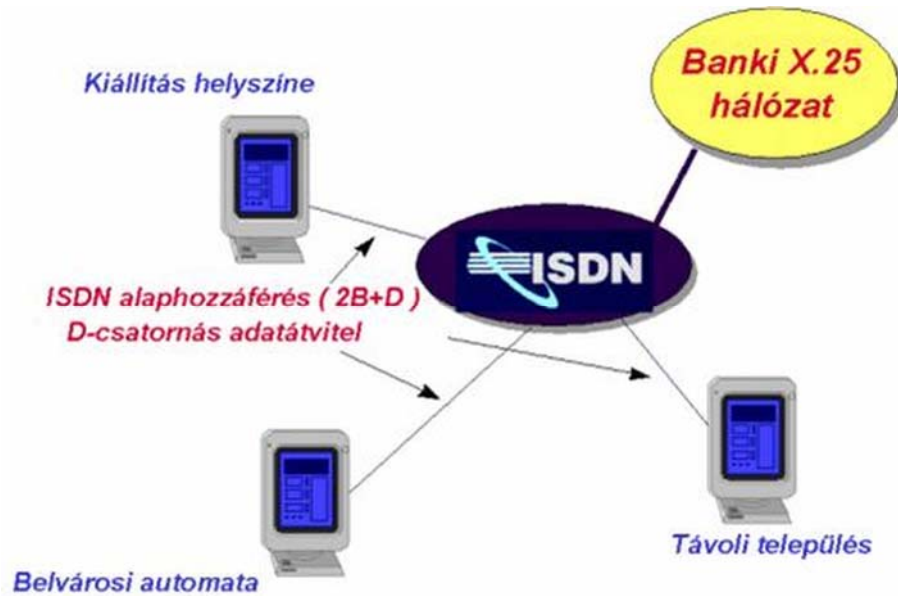 Banki X.25
hálózat
Kiállítás helyszíne
ISDN
ISDN alaphozzáférés ( 2B+D )
D-csatornás adatátvitel
Távoli település
Belvárosi automata